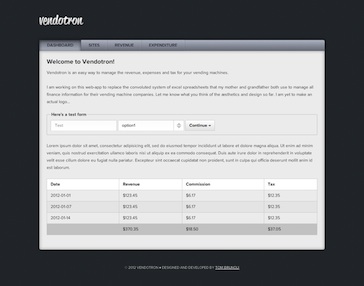 vendotron
DASHBOARD SITES REVENUE EXPENDITURE
Welcome to Vendotron!
Vendotron is an easy way to manage the revenue, expenses and tax for your vending machines.
I am working on this web-app to replace the convoluted system of excel spreadsheets that my mother and grandfather both use to manage all
finance information for their vending machine companies. Let me know what you think of the aesthetics and design so far. I am yet to make an
actual logo..
Here's a test form
Text option1 Continue
Lorem ipsum dolor sit amet, consectetur adipisicing elit, sed do eiusmod tempor incididunt ut labore et dolore magna aliqua. Ut enim ad minim
veniam, quis nostrud exercitation ullamco laboris nisi ut aliquip ex ea commodo consequat. Duis aute irure dolor in reprehenderit in voluptate
velit esse cillum dolore eu fugiat nulla pariatur. Excepteur sint occaecat cupidatat non proident, sunt in culpa qui officia deserunt mollit anim id
est laborum.
Date Revenue Commission Tax
2012-01-01 $123.45 $6.17 $12.35
2012-01-07 $123.45 $6.17 $12.35
2012-01-14 $123.45 $6.17 $12.35
$370.35 $18.50 $37.05
© 2012 VENDOTRON • DESIGNED AND DEVELOPED BY